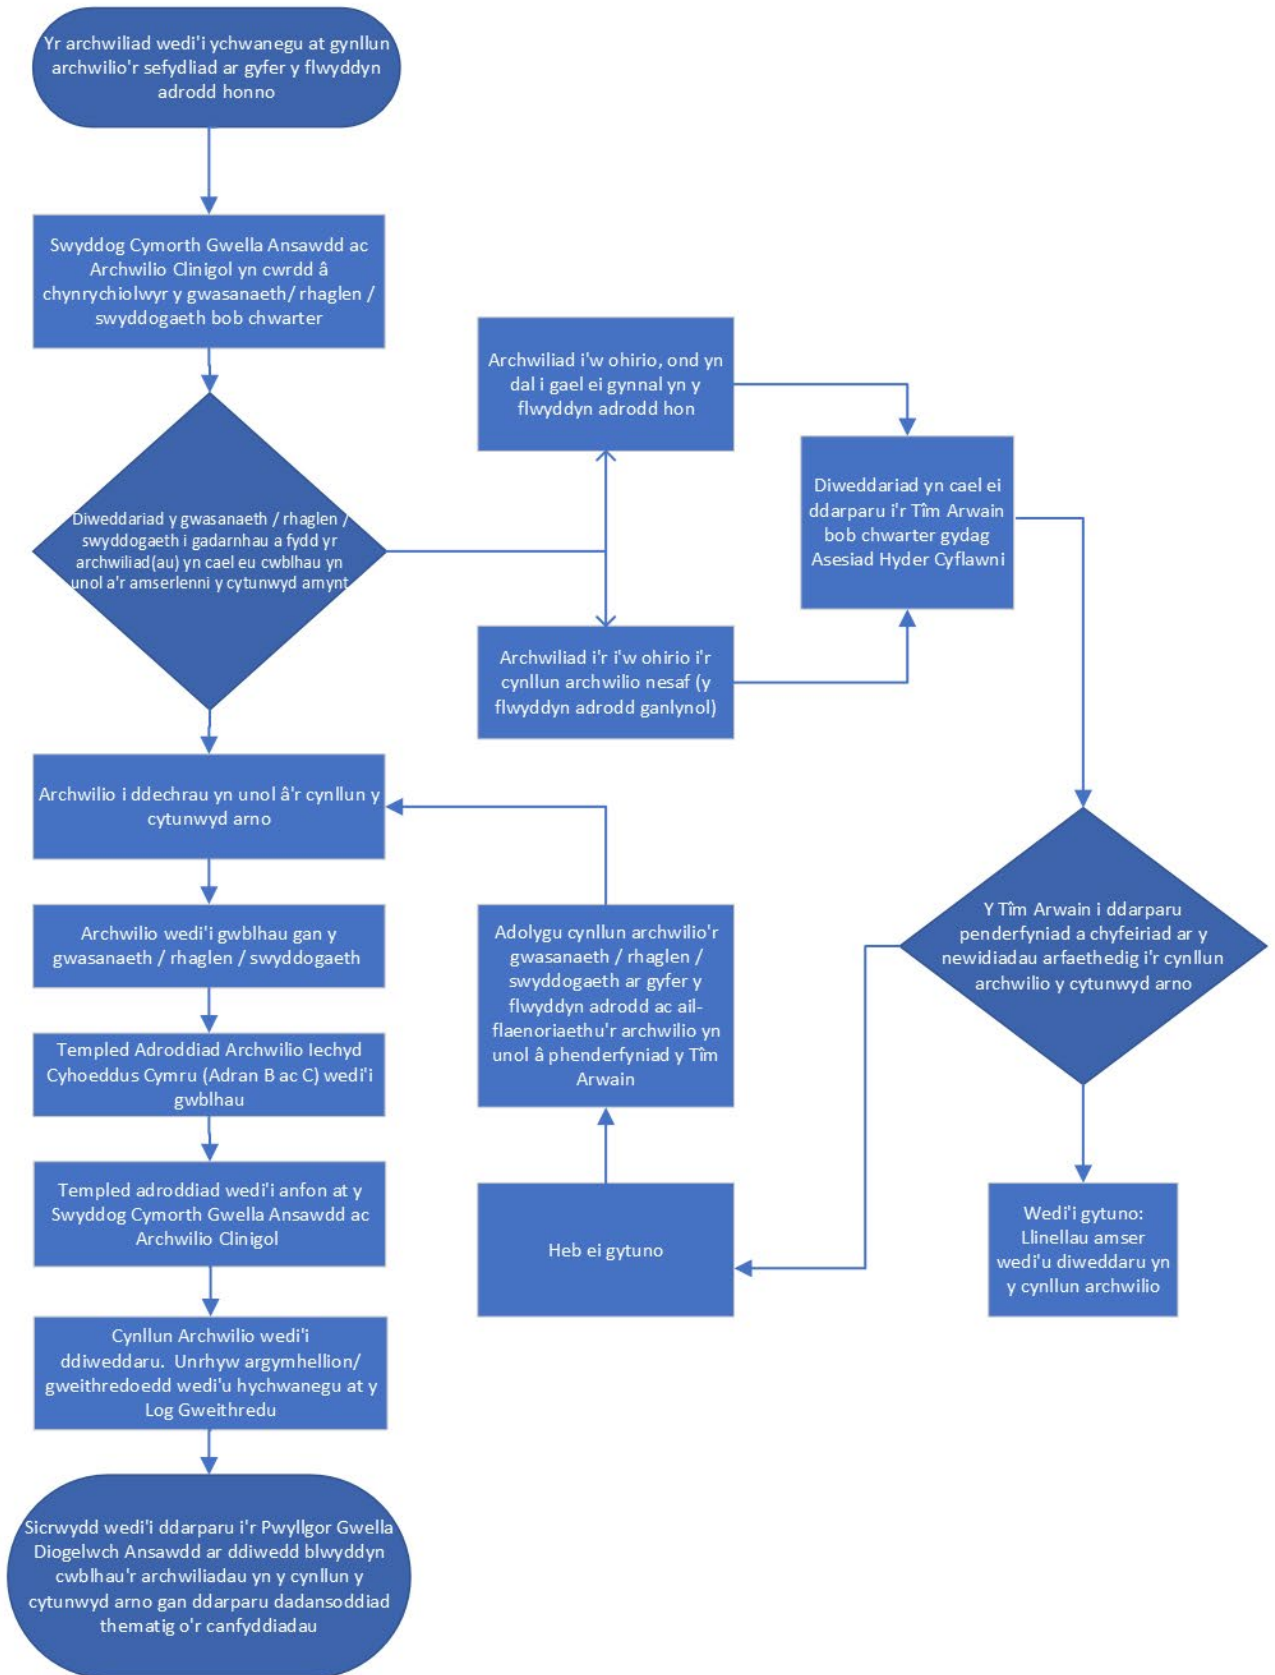 Yr archwiliad wedi'i ychwanegu at gynllun
archwilio'r sefydliad ar gyfer y flwyddyn
adrodd honno
Swyddog Cymorth Gwella Ansawdd ac
Archwilio Clinigol yn cwrdd â
chynrychiolwyr y gwasanaeth/ rhaglen /
swyddogaeth bob chwarter
Diweddariad y gwasanaeth / rhaglen /
swyddogaeth i gadarnhau a fydd yr
archwiliad(au) yn cael eu cwblhau yn
unol a'r amserlenni y cytunwyd arnynt
Archwiliad i'w ohirio, ond yn
dal i gael ei gynnal yn y
flwyddyn adrodd hon
Archwiliad i'r i'w ohirio i'r
cynllun archwilio nesaf (y
flwyddyn adrodd ganlynol)
Diweddariad yn cael ei
ddarparu i'r Tîm Arwain
bob chwarter gydag
Asesiad Hyder Cyflawni
Y Tîm Arwain i ddarparu
penderfyniad a chyfeiriad ar y
newidiadau arfaethedig i'r cynllun
archwilio y cytunwyd arno
Wedi'i gytuno:
Llinellau amser
wedi'u diweddaru yn
y cynllun archwilio
Heb ei gytuno
Adolygu cynllun archwilio'r
gwasanaeth / rhaglen /
swyddogaeth ar gyfer y
flwyddyn adrodd ac ail-
flaenoriaethu'r archwilio yn
unol â phenderfyniad y Tîm
Arwain
Archwilio i ddechrau yn unol â'r cynllun y
cytunwyd arno
Archwilio wedi'i gwblhau gan y
gwasanaeth / rhaglen / swyddogaeth
Templed Adroddiad Archwilio Iechyd
Cyhoeddus Cymru (Adran B ac C) wedi'i
gwblhau
Templed adroddiad wedi'i anfon at y
Swyddog Cymorth Gwella Ansawdd ac
Archwilio Clinigol
Cynllun Archwilio wedi'i
ddiweddaru.  Unrhyw argymhellion/
gweithredoedd wedi'u hychwanegu at y
Log Gweithredu
Sicrwydd wedi'i ddarparu i'r Pwyllgor Gwella
Diogelwch Ansawdd ar ddiwedd blwyddyn
cwblhau'r archwiliadau yn y cynllun y
cytunwyd arno gan ddarparu dadansoddiad
thematig o'r canfyddiadau